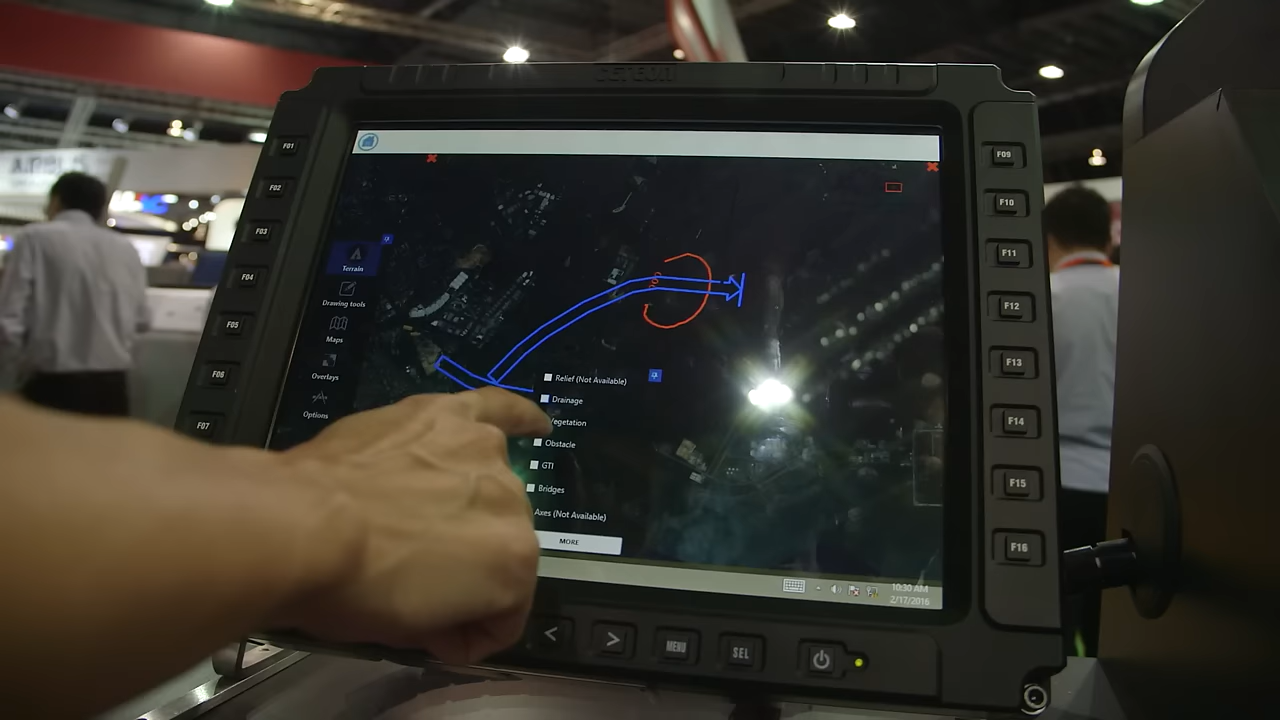 F01
F02
F03
F04
F05
F06
F07
F09
F10
F11
F12
F13
F14
F15
F16
Terrain
Drawing tools
Maps
Overlays
Options
Relief (Not Available)
Drainage
Vegetation
Obstacle
GTI
Bridges
Axes (Not Available)
MORE
10:30 AM
2/17/2016
<
>
MENU
SEL